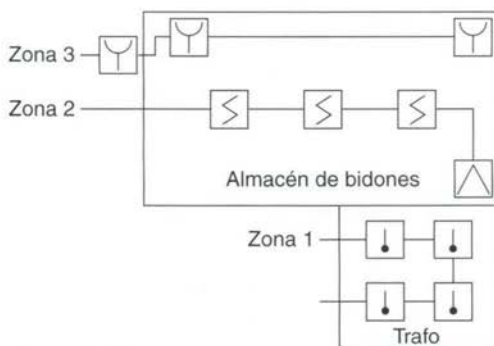 Zona 3
Zona 2
Almacén de bidones
Zona 1
Trafo